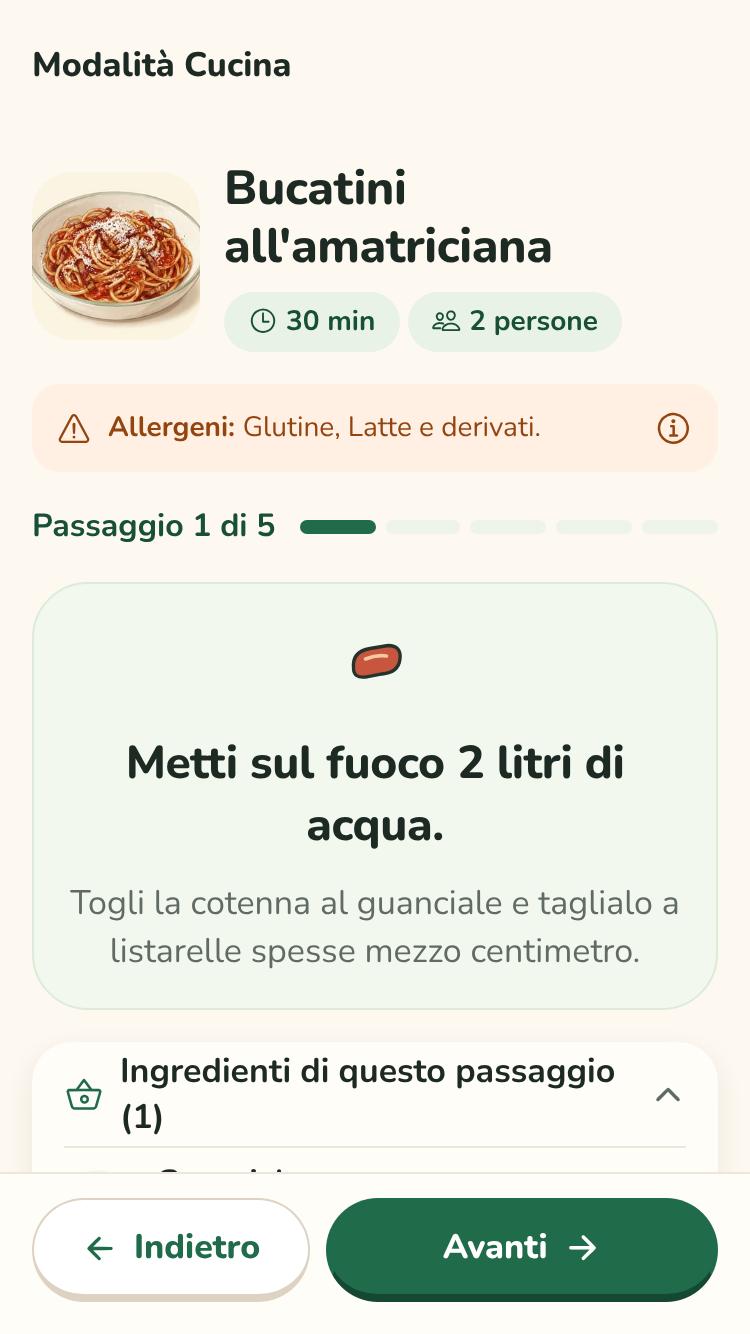 Modalità Cucina
Bucatini
all'amatriciana
30 min
2 persone
Allergeni: Glutine, Latte e derivati.
Passaggio 1 di 5
Metti sul fuoco 2 litri di
acqua.
Togli la cotenna al guanciale e taglialo a
listarelle spesse mezzo centimetro.
Ingredienti di questo passaggio
(1)
Indietro
Avanti